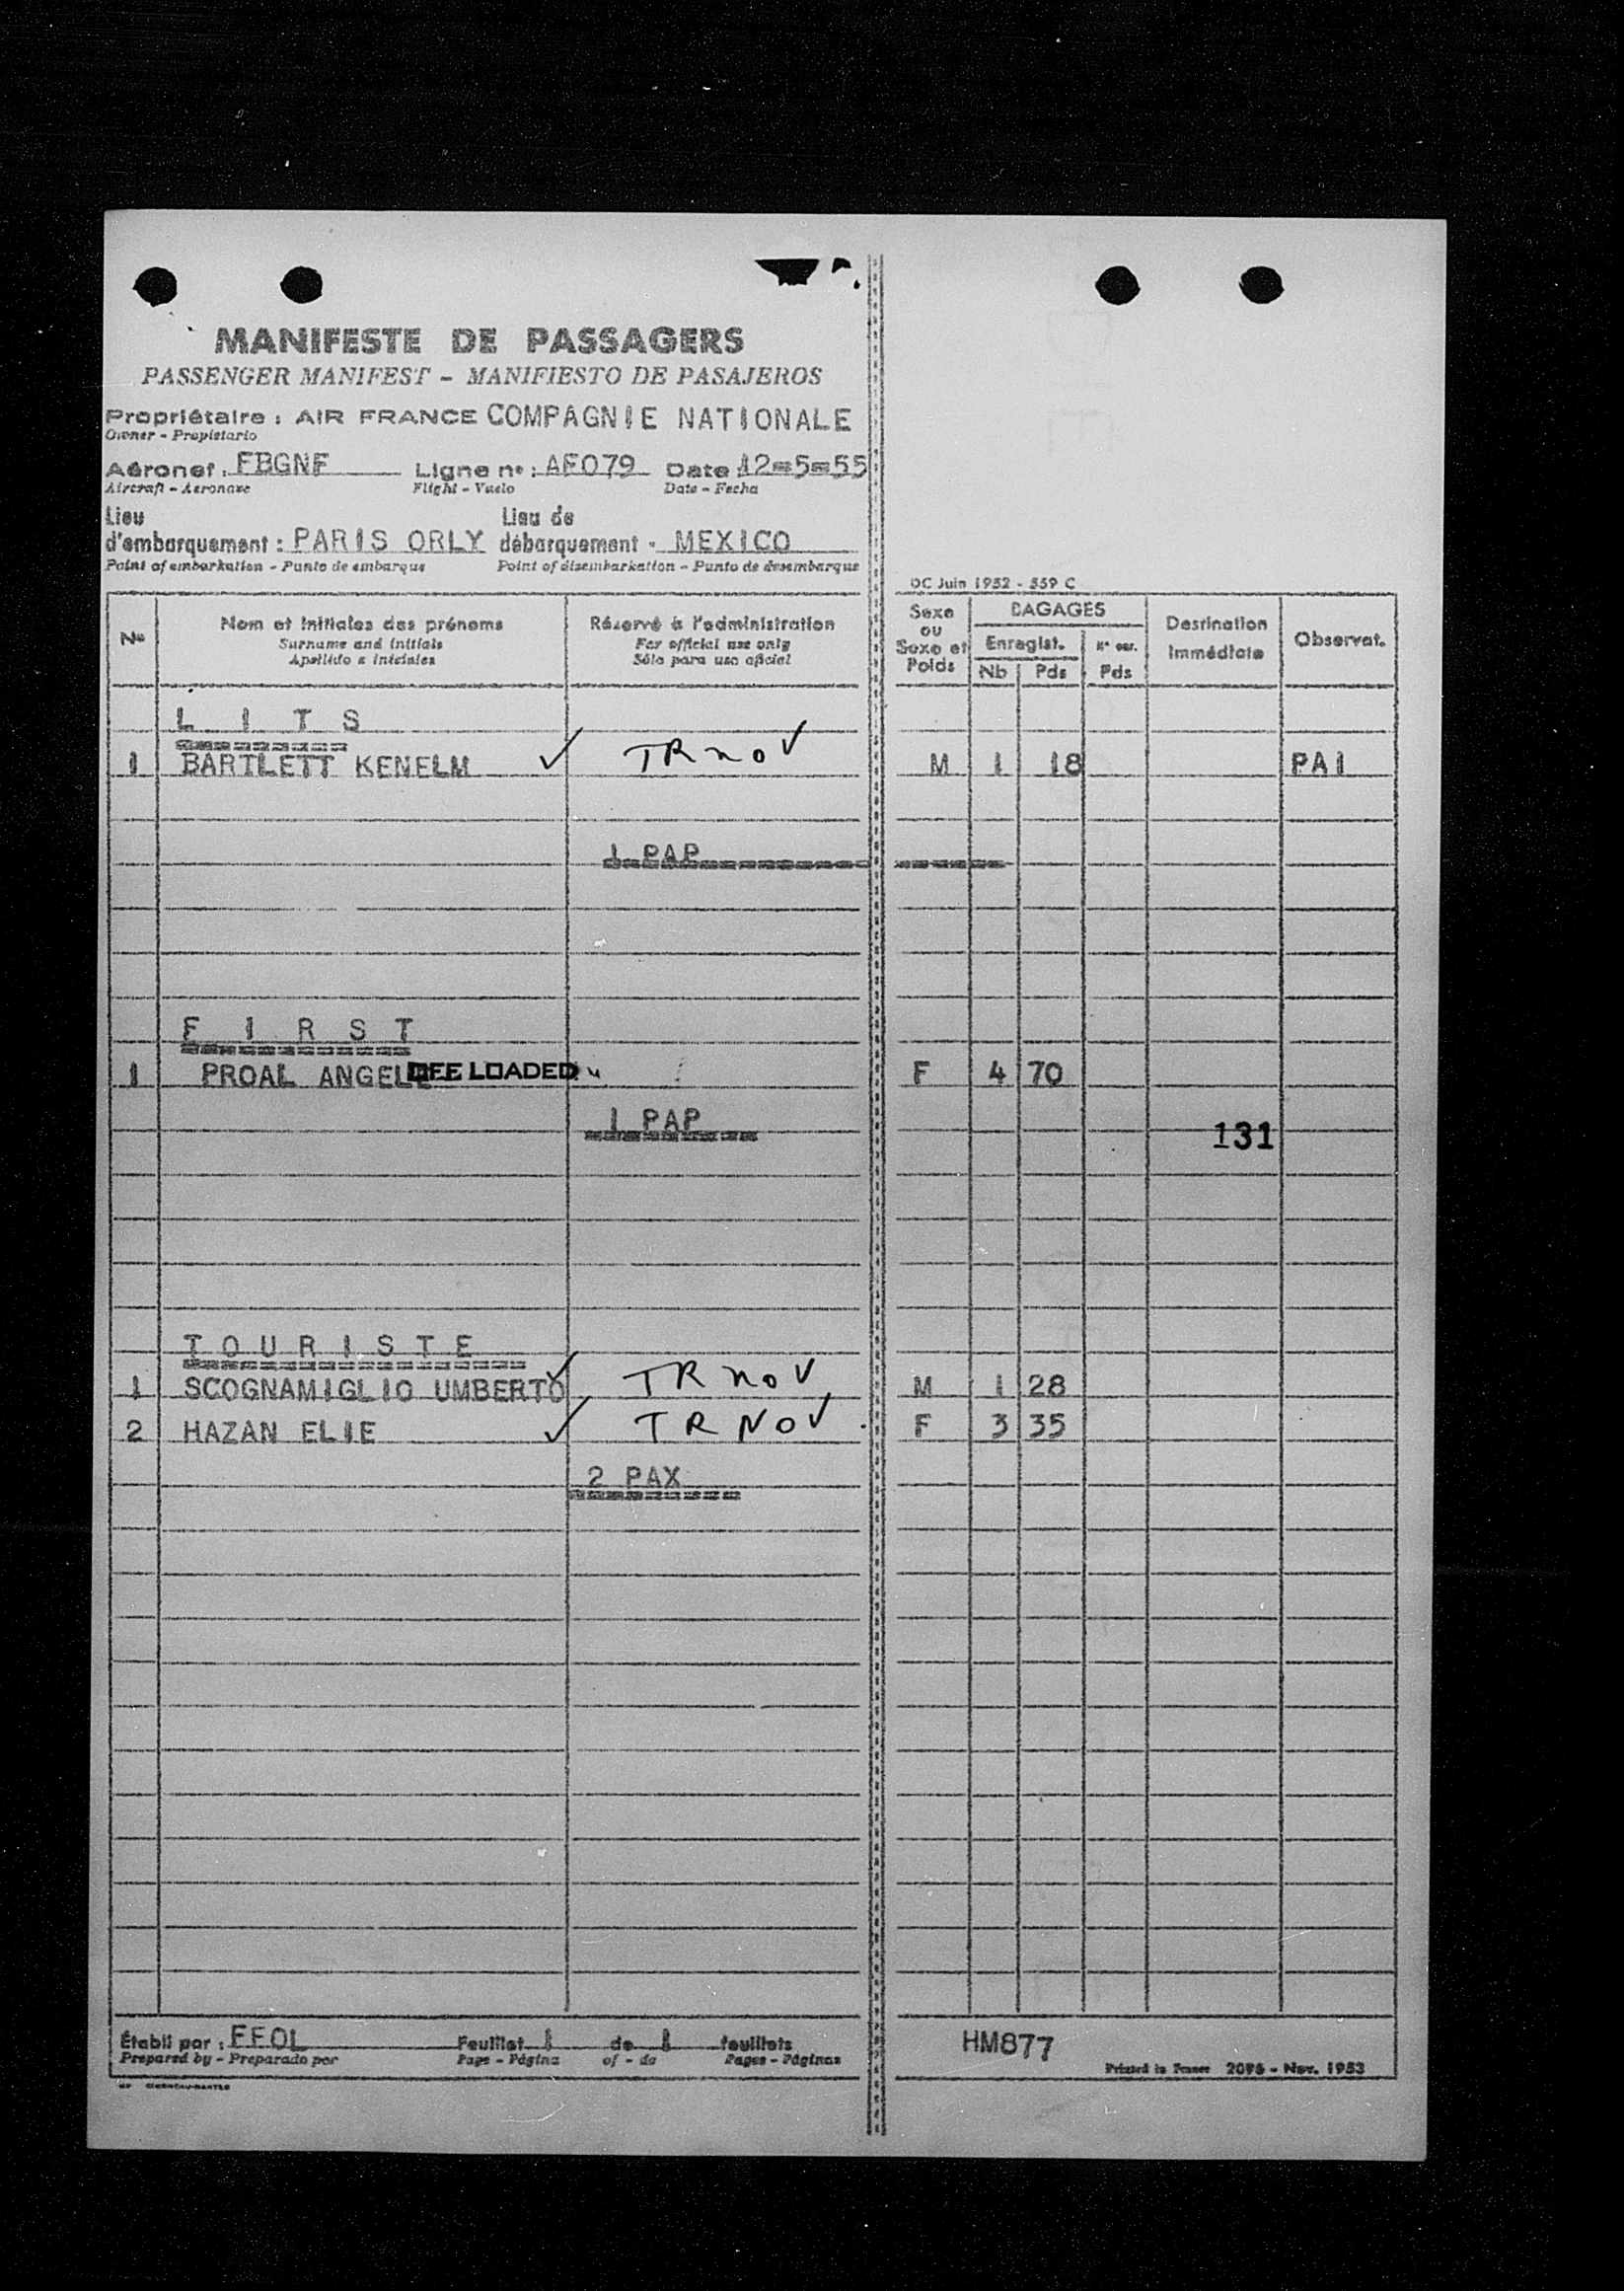 MANIFESTE DE PASSAGERS
PASSENGER MANIFEST - MANIFIESTO DE PASAJEROS
Propriétaire : AIR FRANCE COMPAGNIE NATIONALE
Owner - Propietario
Aéronef : FBGNF Ligne n° : AF079 Date : 12=5=55
Aircraft - Aeronave Flight - Vuelo Date - Fecha
Lieu d'embarquement : PARIS ORLY Lieu de débarquement - MEXICO
Point of embarkation - Punto de embarque Point of disembarkation - Punto de desembarque
DC Juin 1952 - 559 C
N° Nom et initiales des prénoms Réservé à l'administration Sexe ou Sexe et Poids BAGAGES Destination Immédiate Observat.
Surname and initials For official use only Enregist.
Apellido e iniciales Sólo para uso oficial Nb Pds Pds
L I T S
1 BARTLETT KENELM ✓ TR nov M 1 18 PAI
1 PAP
F I R S T
1 PROAL ANGELE OFF LOADED F 4 70
1 PAP
131
T O U R I S T E
1 SCOGNAMIGLIO UMBERTO ✓ TR nov M 1 28
2 HAZAN ELIE ✓ TR NOV F 3 35
2 PAX
Établi par : FFOL Feuillet 1 de 1 feuillets HM877
Prepared by - Preparado por Page - Página of - de Pages - Páginas Printed in France 2096 - Nov. 1953